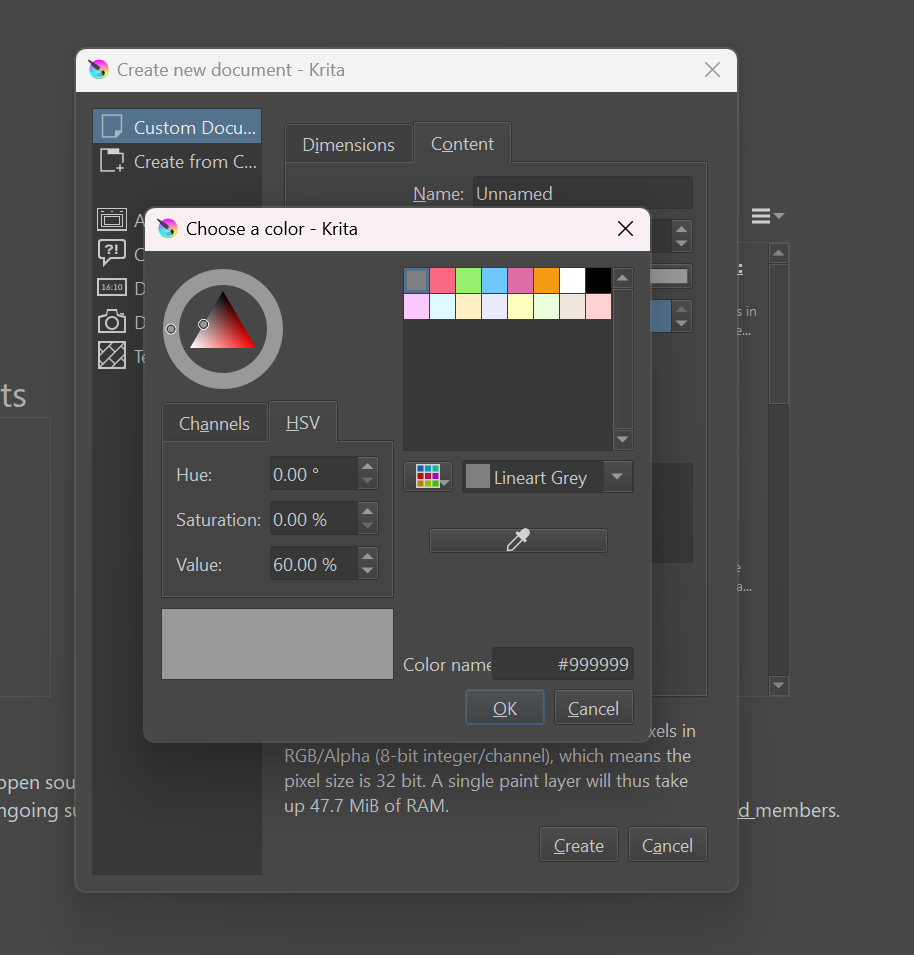 Create new document - Krita
Custom Docu...
Create from C...
Dimensions
Content
Name: Unnamed
Choose a color - Krita
16:10
?!
ts
s in
e...
Channels
HSV
Hue: 0.00 °
Saturation: 0.00 %
Value: 60.00 %
Lineart Grey
e
a...
Color name
#999999
OK
Cancel
xels in
RGB/Alpha (8-bit integer/channel), which means the
pixel size is 32 bit. A single paint layer will thus take
up 47.7 MiB of RAM.
open sou
ngoing su
d members.
Create
Cancel